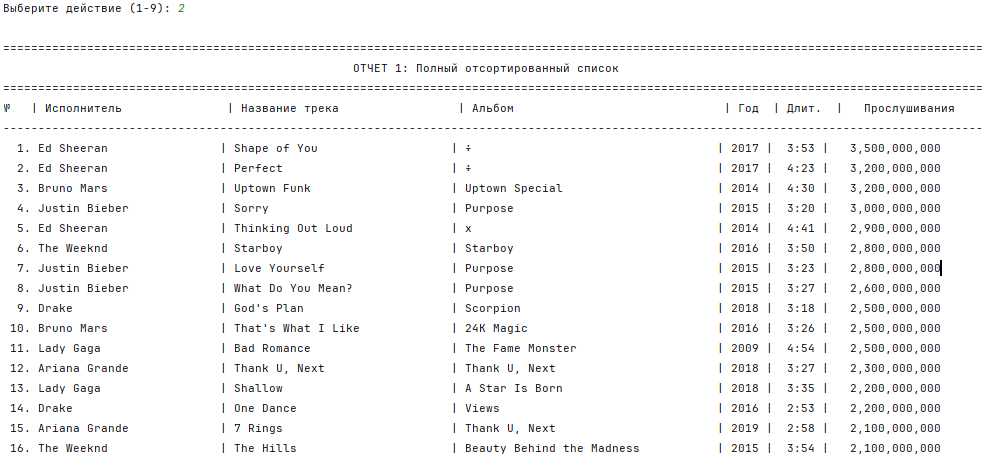 Выберите действие (1-9): 2
============================================================================================================================================
ОТЧЕТ 1: Полный отсортированный список
============================================================================================================================================
№ | Исполнитель | Название трека | Альбом | Год | Длит. | Прослушивания
--------------------------------------------------------------------------------------------------------------------------------------------
1. Ed Sheeran | Shape of You | ÷ | 2017 | 3:53 | 3,500,000,000
2. Ed Sheeran | Perfect | ÷ | 2017 | 4:23 | 3,200,000,000
3. Bruno Mars | Uptown Funk | Uptown Special | 2014 | 4:30 | 3,200,000,000
4. Justin Bieber | Sorry | Purpose | 2015 | 3:20 | 3,000,000,000
5. Ed Sheeran | Thinking Out Loud | x | 2014 | 4:41 | 2,900,000,000
6. The Weeknd | Starboy | Starboy | 2016 | 3:50 | 2,800,000,000
7. Justin Bieber | Love Yourself | Purpose | 2015 | 3:23 | 2,800,000,000
8. Justin Bieber | What Do You Mean? | Purpose | 2015 | 3:27 | 2,600,000,000
9. Drake | God's Plan | Scorpion | 2018 | 3:18 | 2,500,000,000
10. Bruno Mars | That's What I Like | 24K Magic | 2016 | 3:26 | 2,500,000,000
11. Lady Gaga | Bad Romance | The Fame Monster | 2009 | 4:54 | 2,500,000,000
12. Ariana Grande | Thank U, Next | Thank U, Next | 2018 | 3:27 | 2,300,000,000
13. Lady Gaga | Shallow | A Star Is Born | 2018 | 3:35 | 2,200,000,000
14. Drake | One Dance | Views | 2016 | 2:53 | 2,200,000,000
15. Ariana Grande | 7 Rings | Thank U, Next | 2019 | 2:58 | 2,100,000,000
16. The Weeknd | The Hills | Beauty Behind the Madness | 2015 | 3:54 | 2,100,000,000